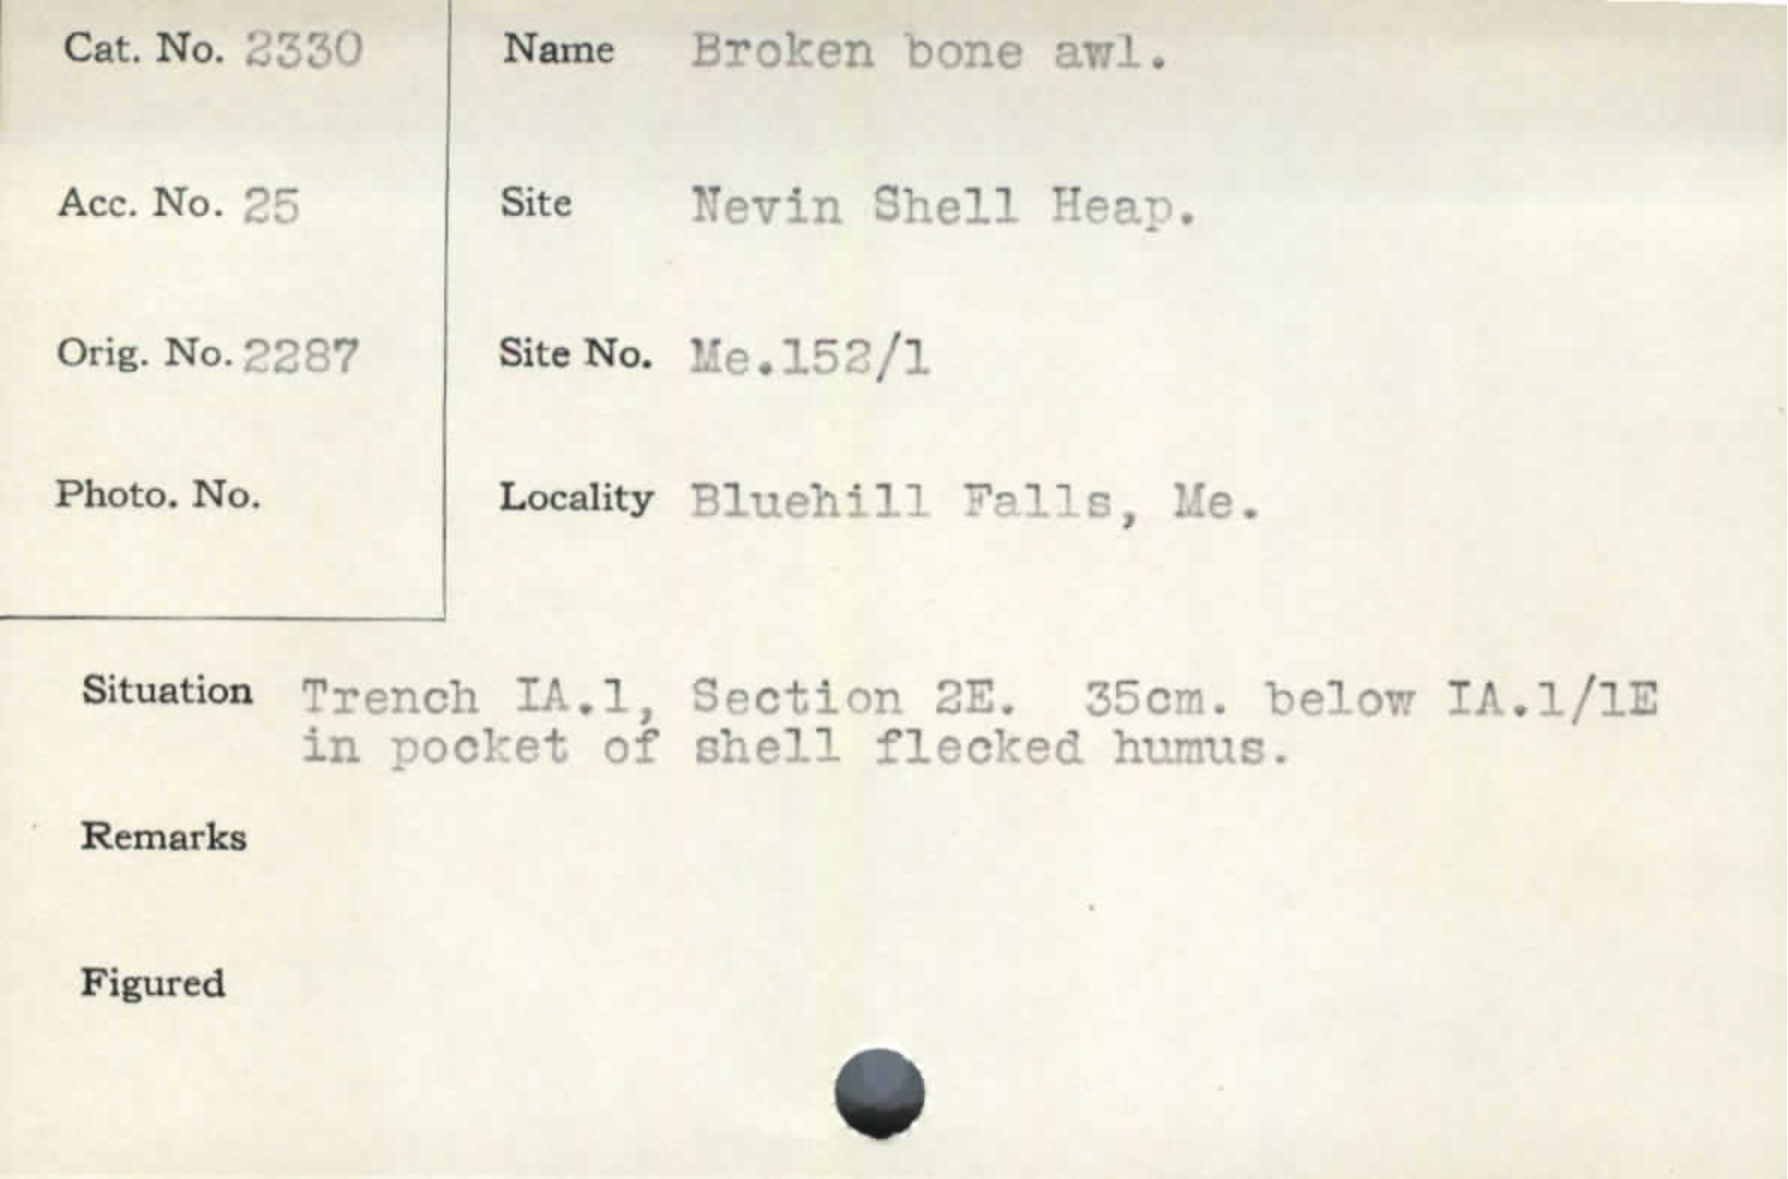 Cat. No. 2330
Name Broken bone awl.
Acc. No. 25
Site Nevin Shell Heap.
Orig. No. 2287
Site No. Me.152/1
Photo. No.
Locality Bluehill Falls, Me.
Situation Trench IA.1, Section 2E. 35cm. below IA.1/1E
in pocket of shell flecked humus.
Remarks
Figured